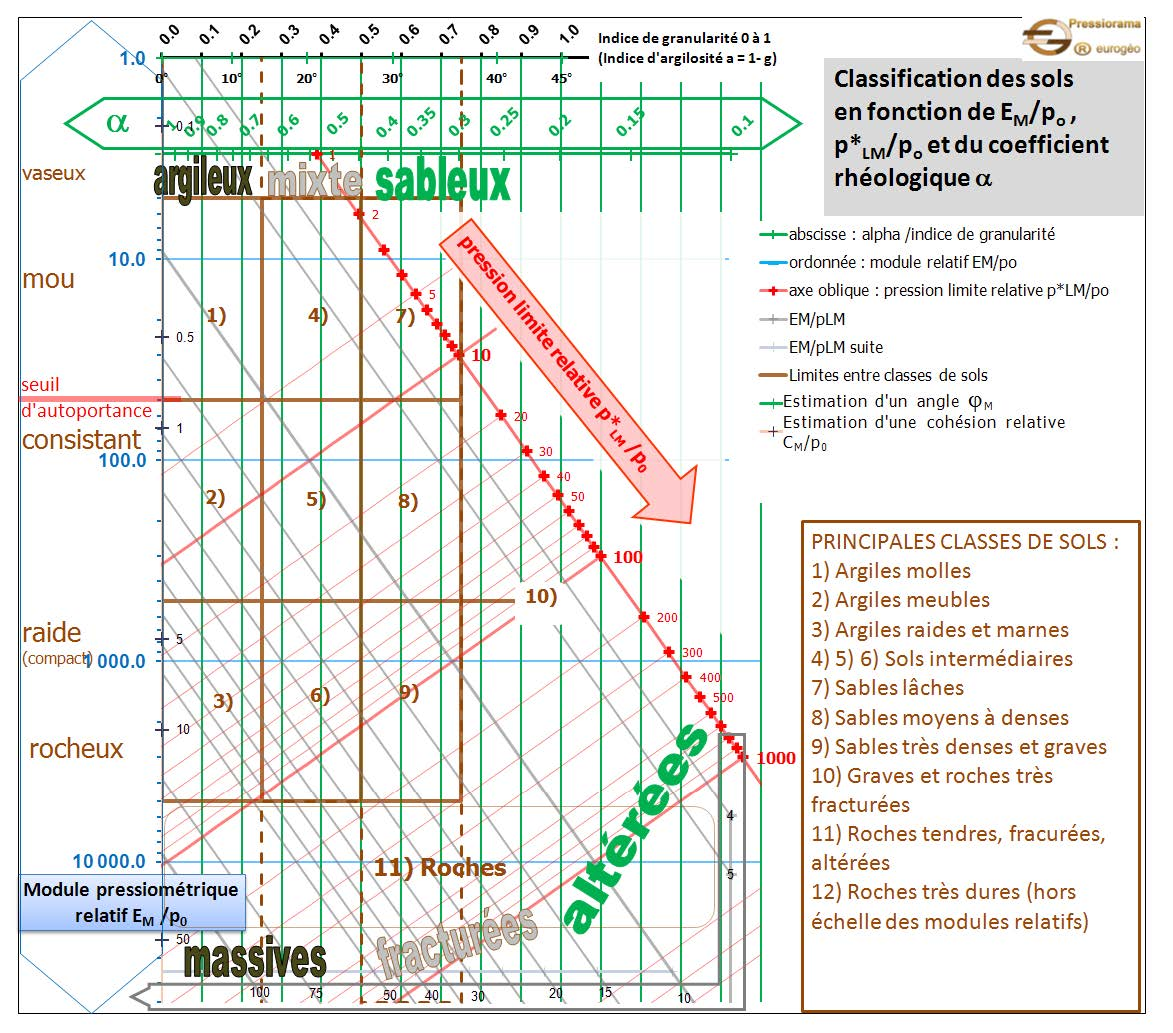 0.0 0.1 0.2 0.3 0.4 0.5 0.6 0.7 0.8 0.9 1.0
Indice de granularité 0 à 1
(Indice d'argilosité a = 1- g)
Pressiorama
® eurogéo
1.0
0° 10° 20° 30° 40° 45°
Classification des sols
en fonction de EM/po ,
p*LM/po et du coefficient
rhéologique α
α
1 0.9 0.8 0.7 0.6 0.5 0.4 0.35 0.3 0.25 0.2 0.15 0.1
0.1
1
vaseux
argileux mixte sableux
2
abscisse : alpha /indice de granularité
ordonnée : module relatif EM/po
axe oblique : pression limite relative p*LM/po
EM/pLM
EM/pLM suite
Limites entre classes de sols
Estimation d'un angle φM
Estimation d'une cohésion relative
CM/p0
10.0
mou
pression limite relative p*LM/p0
5
1) 4) 7)
0.5
10
seuil
d'autoportance
20
1
consistant
30
100.0
40
50
2) 5) 8)
100
10)
200
raide
5
(compact)
1 000.0
300
400
500
3) 6) 9)
10
rocheux
1000
4
altérées
10 000.0
11) Roches
5
Module pressiométrique
relatif EM /p0
50
massives fracturées
100 75 50 40 30 20 15 10
PRINCIPALES CLASSES DE SOLS :
1) Argiles molles
2) Argiles meubles
3) Argiles raides et marnes
4) 5) 6) Sols intermédiaires
7) Sables lâches
8) Sables moyens à denses
9) Sables très denses et graves
10) Graves et roches très
fracturées
11) Roches tendres, fracurées,
altérées
12) Roches très dures (hors
échelle des modules relatifs)